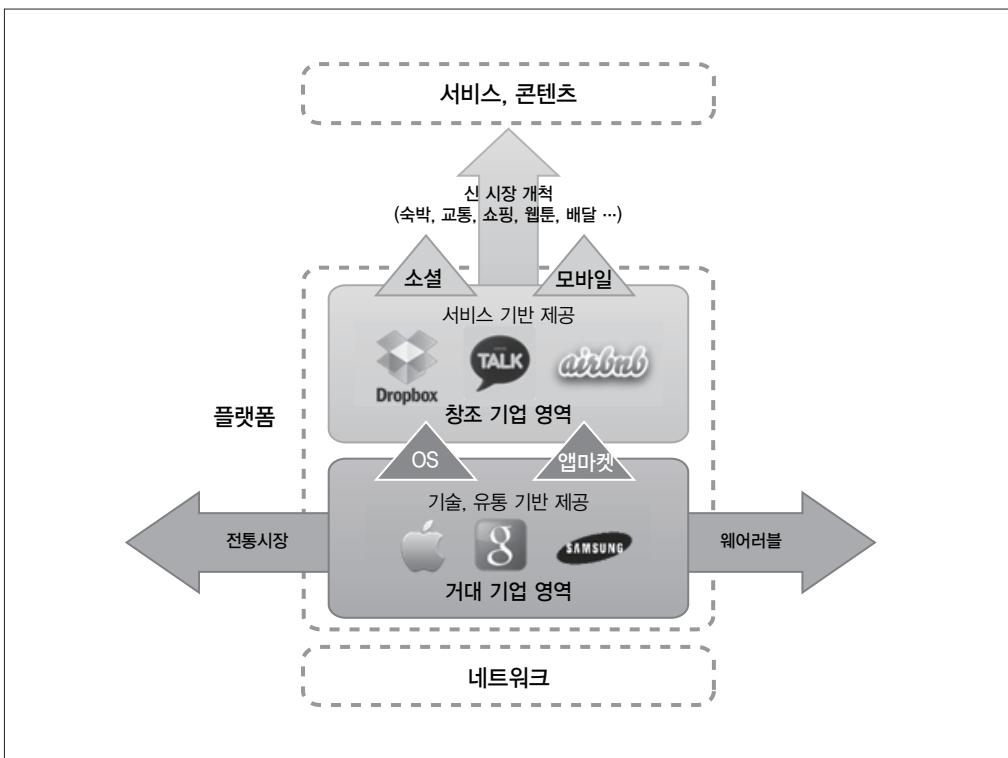 서비스, 콘텐츠
신 시장 개척
(숙박, 교통, 쇼핑, 웹툰, 배달 …)
소셜
모바일
서비스 기반 제공
Dropbox
TALK
airbnb
창조 기업 영역
플랫폼
OS
앱마켓
기술, 유통 기반 제공
전통시장
g
SAMSUNG
웨어러블
거대 기업 영역
네트워크